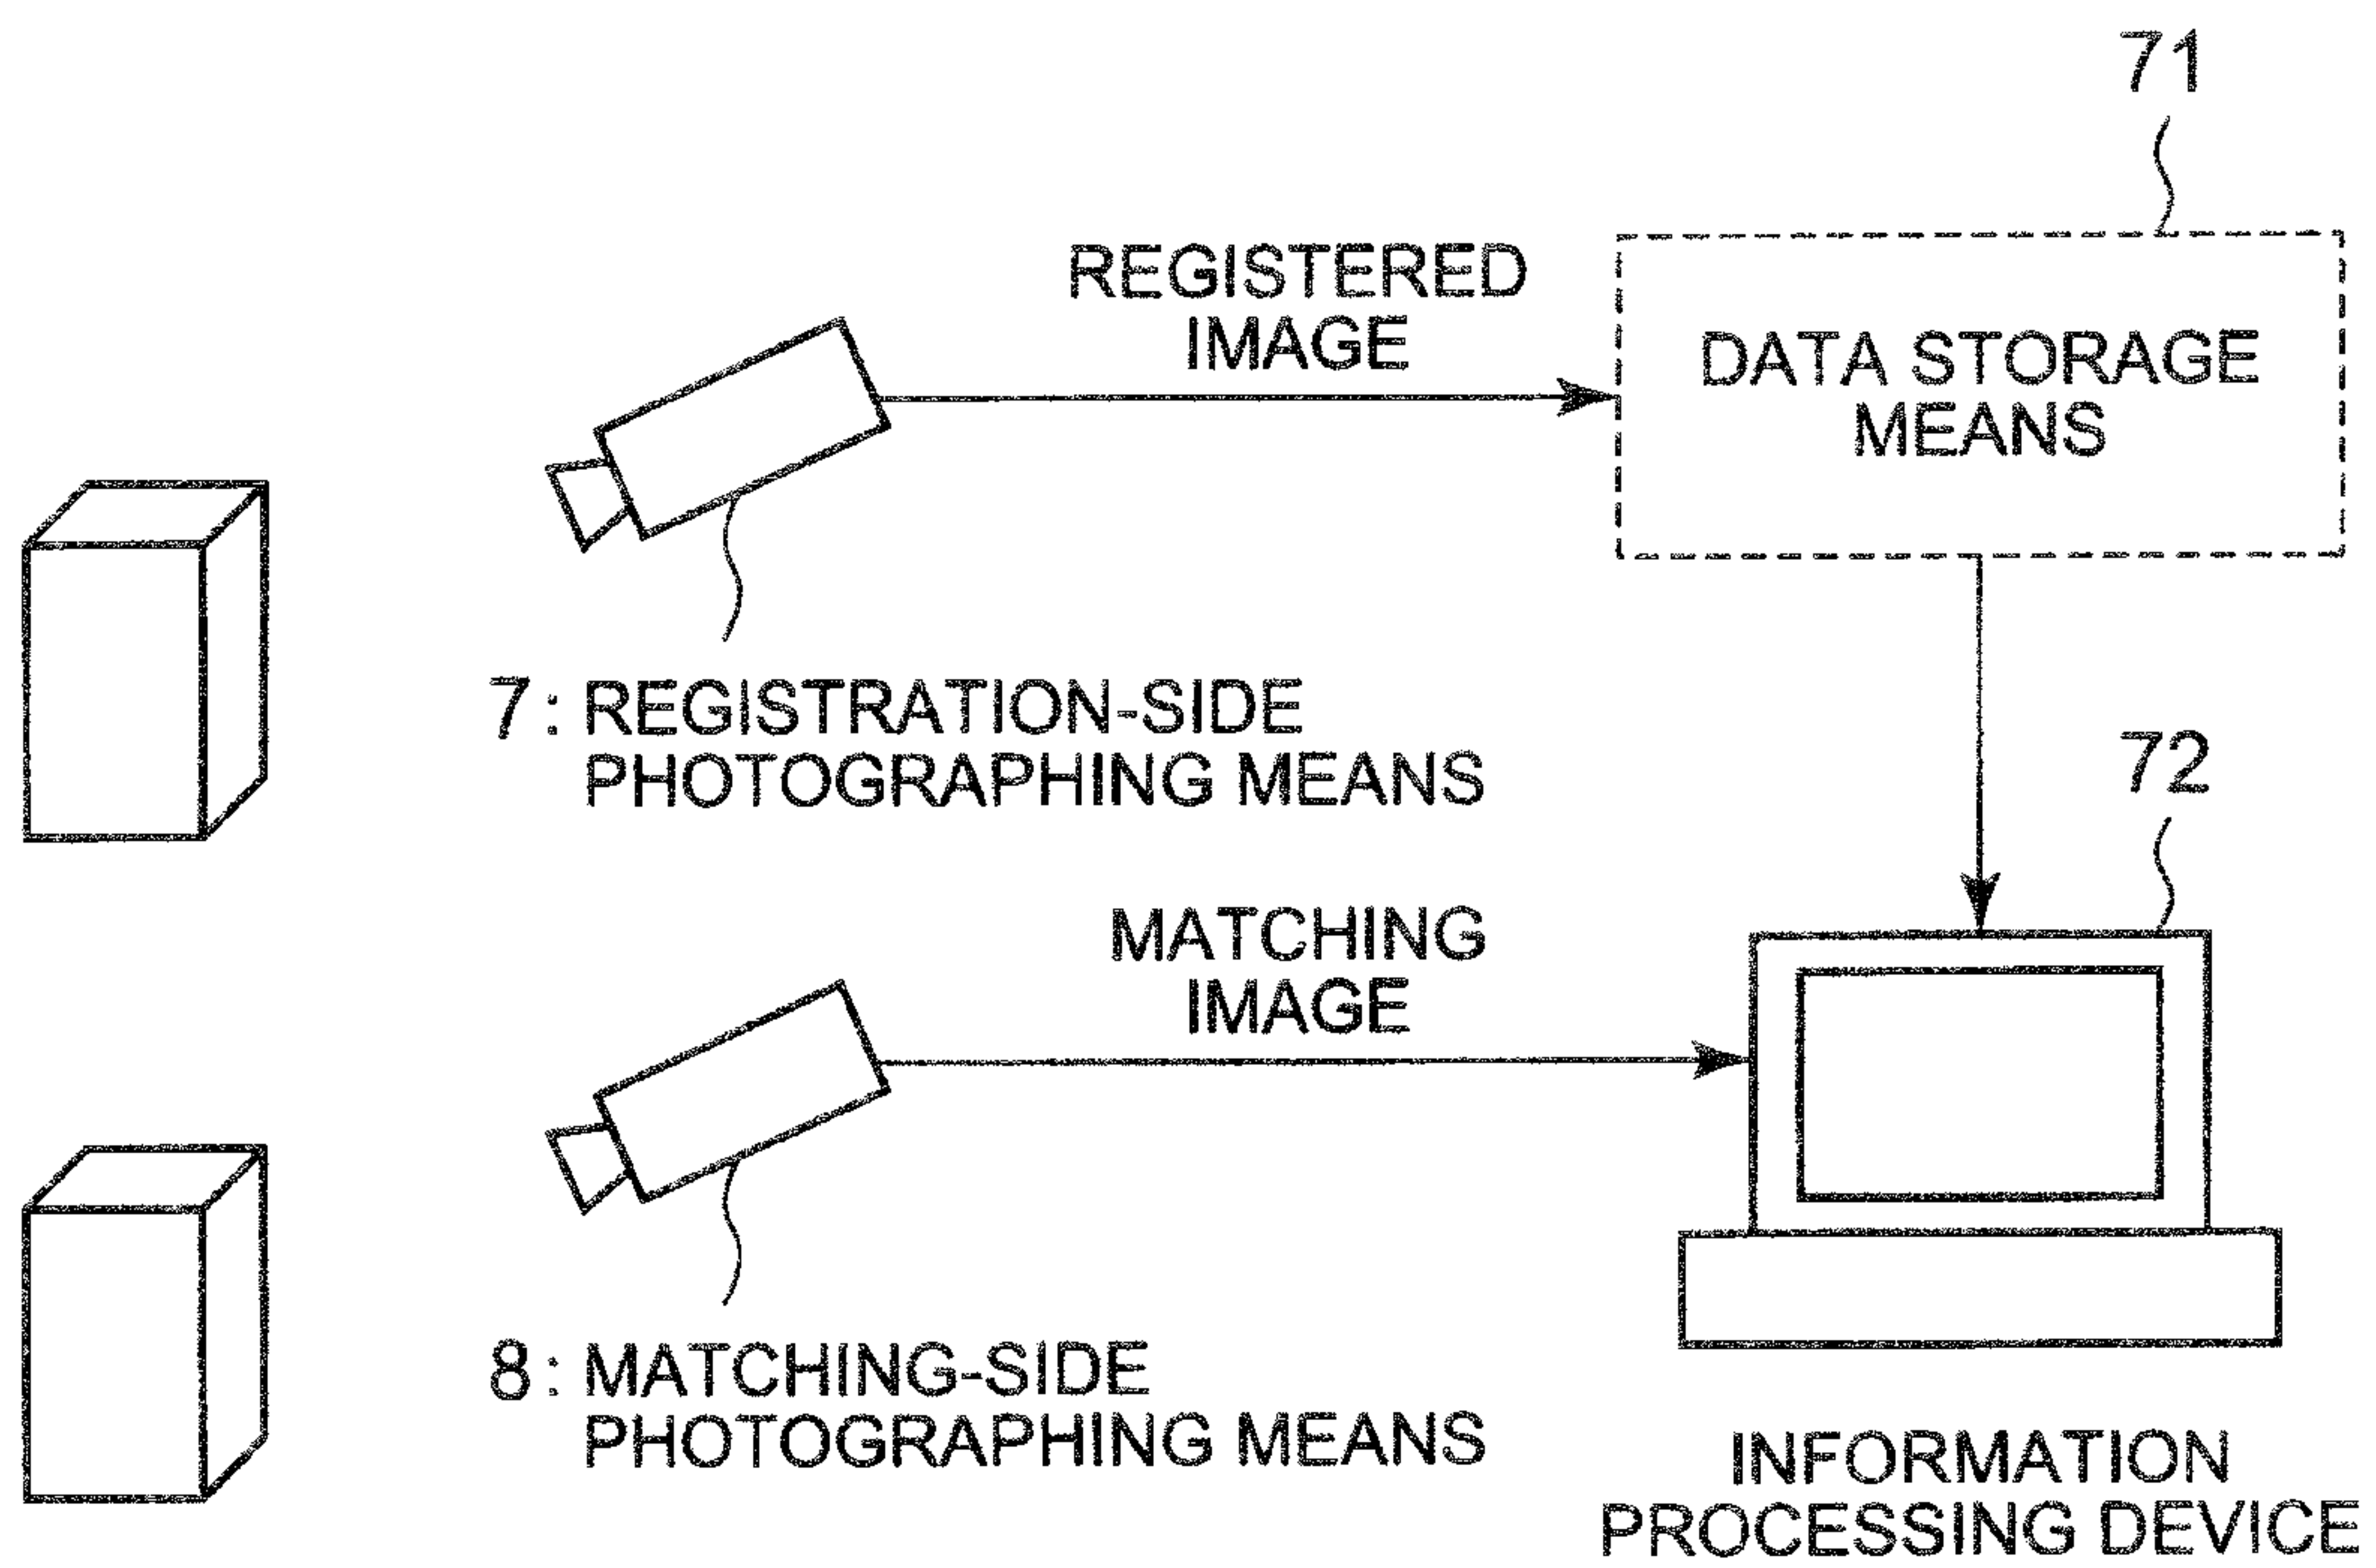 71
REGISTERED
IMAGE
DATA STORAGE
MEANS
7 : REGISTRATION-SIDE
PHOTOGRAPHING MEANS
72
MATCHING
IMAGE
8 : MATCHING-SIDE
PHOTOGRAPHING MEANS
INFORMATION
PROCESSING DEVICE